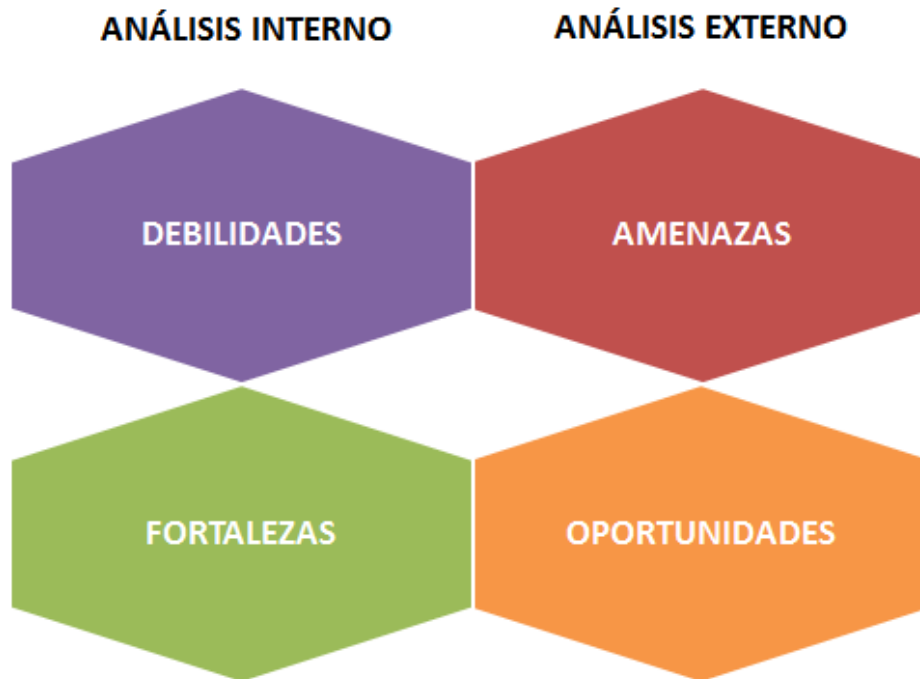 ANÁLISIS INTERNO
ANÁLISIS EXTERNO
DEBILIDADES
AMENAZAS
FORTALEZAS
OPORTUNIDADES